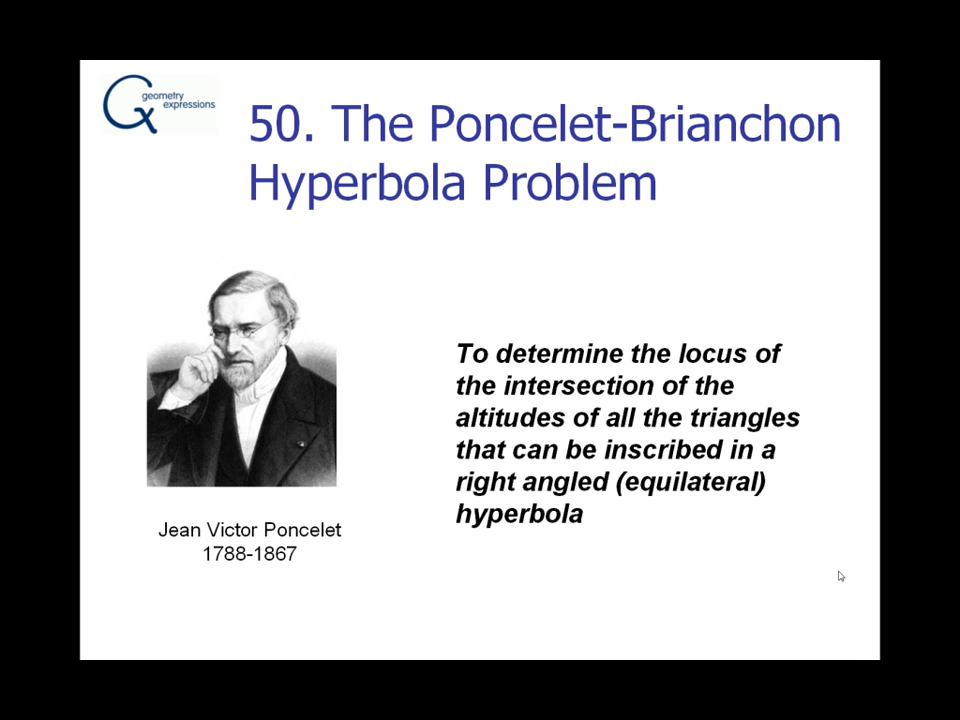 geometry
expressions
50. The Poncelet-Brianchon
Hyperbola Problem
To determine the locus of
the intersection of the
altitudes of all the triangles
that can be inscribed in a
right angled (equilateral)
hyperbola
Jean Victor Poncelet
1788-1867